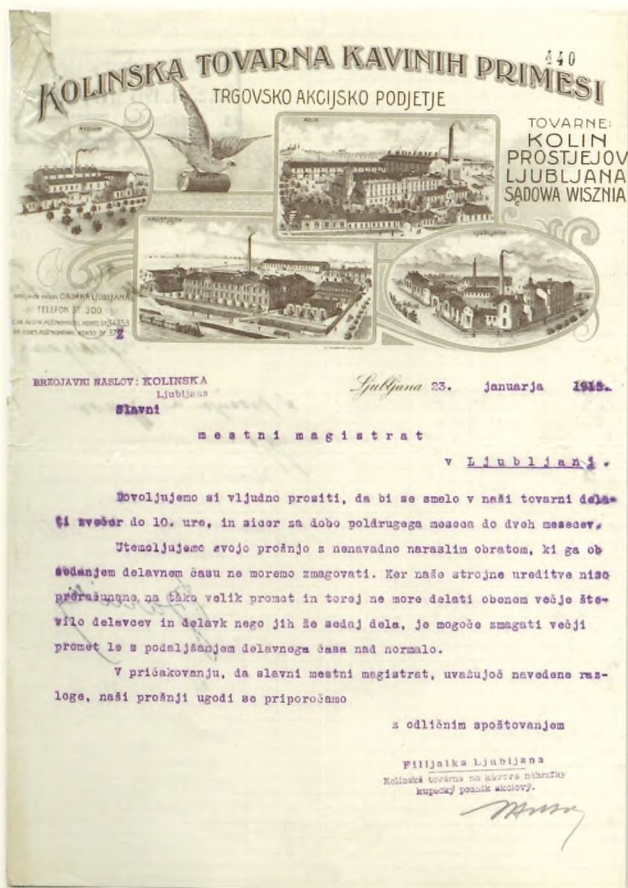 440
KOLINSKA TOVARNA KAVINIH PRIMESI
TRGOVSKO AKCIJSKO PODJETJE
TOVARNE:
KOLIN
PROSTJEJOV
LJUBLJANA
SĄDOWA WISZNIA
KOLIN
LJUBLJANA
TELEFON ŠT. 300.
BRZOJAVNI NASLOV: KOLINSKA
Ljubljana
Ljubljana 23. januarja
Slavni
mestni magistrat
v Ljubljani.
Dovoljujemo si vljudno prositi, da bi se smelo v naši tovarni dela-
ti zvečer do 10. ure, in sicer za dobo poldrugega meseca do dveh mesecev.
Utemeljujemo svojo prošnjo z nenavadno naraslim obratom, ki ga ob
sedanjem delavnem času ne moremo zmagovati. Ker naše strojne ureditve niso
preračunane na tako velik promet in torej ne more delati obenem večje šte-
vilo delavcev in delavk nego jih že sedaj dela, je mogoče zmagati večji
promet le s podaljšanjem delavnega časa nad normalo.
V pričakovanju, da slavni mestni magistrat, uvažujoč navedene raz-
loge, naši prošnji ugodi se priporočamo
z odličnim spoštovanjem
Filijalka Ljubljana
Kolínská továrna na kávové náhražky
kupecký podnik akciový.